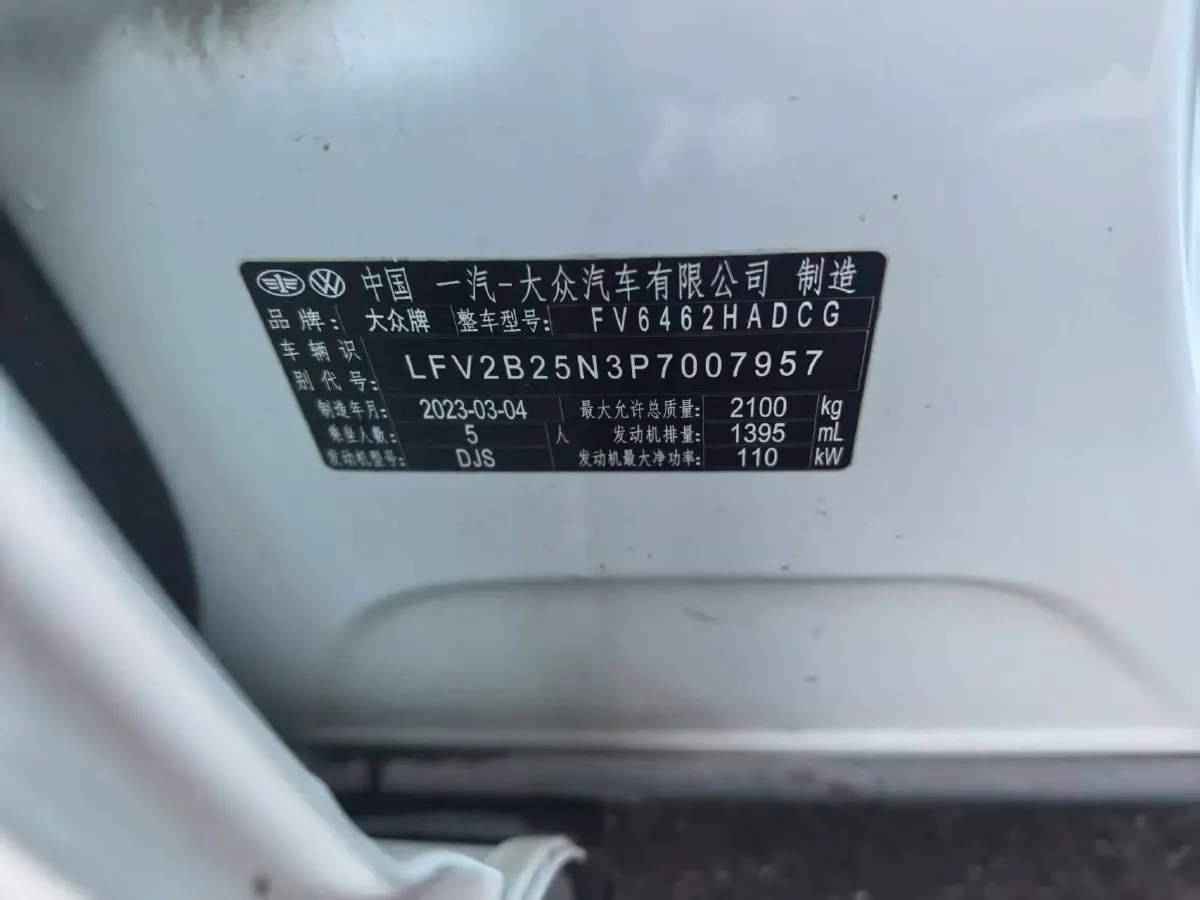 中国 一汽-大众汽车有限公司 制造
品牌: 大众牌 整车型号: FV6462HADCG
车辆识别代号: LFV2B25N3P7007957
制造年月: 2023-03-04 最大允许总质量: 2100 kg
乘坐人数: 5 人 发动机排量: 1395 mL
发动机型号: DJS 发动机最大净功率: 110 kW